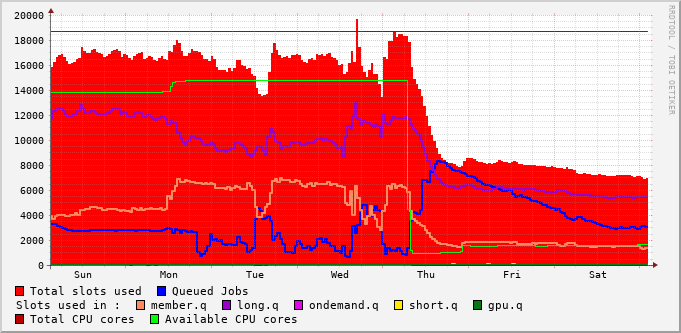 RRDTOOL / TOBI OETIKER
20000
18000
16000
14000
12000
10000
8000
6000
4000
2000
0
Sun Mon Tue Wed Thu Fri Sat
Total slots used Queued Jobs
Slots used in : member.q long.q ondemand.q short.q gpu.q
Total CPU cores Available CPU cores